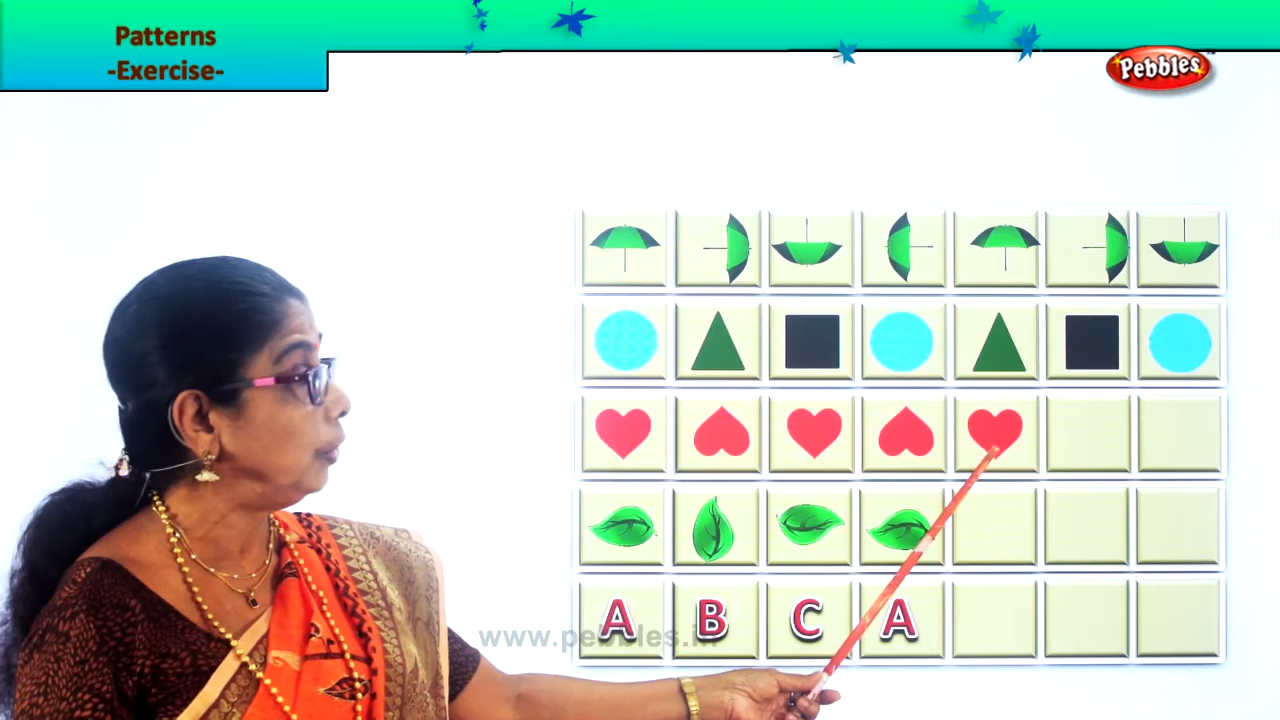 Patterns
-Exercise-
Pebbles
A B C A
www.pebbles.in